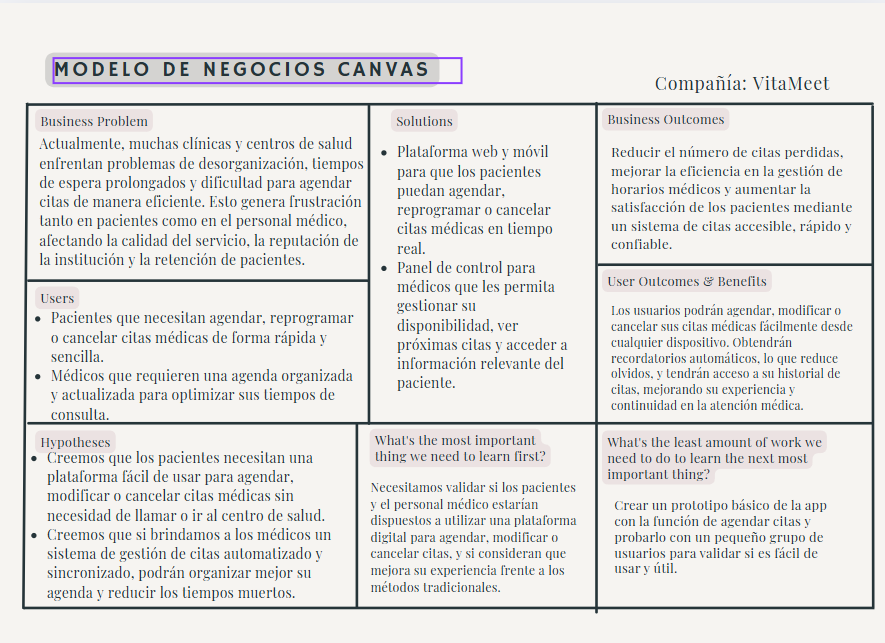 MODELO DE NEGOCIOS CANVAS
Compañía: VitaMeet
Business Problem
Actualmente, muchas clínicas y centros de salud
enfrentan problemas de desorganización, tiempos
de espera prolongados y dificultad para agendar
citas de manera eficiente. Esto genera frustración
tanto en pacientes como en el personal médico,
afectando la calidad del servicio, la reputación de
la institución y la retención de pacientes.
Users
• Pacientes que necesitan agendar, reprogramar
o cancelar citas médicas de forma rápida y
sencilla.
• Médicos que requieren una agenda organizada
y actualizada para optimizar sus tiempos de
consulta.
Solutions
• Plataforma web y móvil
para que los pacientes
puedan agendar,
reprogramar o cancelar
citas médicas en tiempo
real.
• Panel de control para
médicos que les permita
gestionar su
disponibilidad, ver
próximas citas y acceder a
información relevante del
paciente.
Business Outcomes
Reducir el número de citas perdidas,
mejorar la eficiencia en la gestión de
horarios médicos y aumentar la
satisfacción de los pacientes mediante
un sistema de citas accesible, rápido y
confiable.
User Outcomes & Benefits
Los usuarios podrán agendar, modificar o
cancelar sus citas médicas fácilmente desde
cualquier dispositivo. Obtendrán
recordatorios automáticos, lo que reduce
olvidos, y tendrán acceso a su historial de
citas, mejorando su experiencia y
continuidad en la atención médica.
Hypotheses
• Creemos que los pacientes necesitan una
plataforma fácil de usar para agendar,
modificar o cancelar citas médicas sin
necesidad de llamar o ir al centro de salud.
• Creemos que si brindamos a los médicos un
sistema de gestión de citas automatizado y
sincronizado, podrán organizar mejor su
agenda y reducir los tiempos muertos.
What's the most important
thing we need to learn first?
Necesitamos validar si los pacientes
y el personal médico estarían
dispuestos a utilizar una plataforma
digital para agendar, modificar o
cancelar citas, y si consideran que
mejora su experiencia frente a los
métodos tradicionales.
What's the least amount of work we
need to do to learn the next most
important thing?
Crear un prototipo básico de la app
con la función de agendar citas y
probarlo con un pequeño grupo de
usuarios para validar si es fácil de
usar y útil.